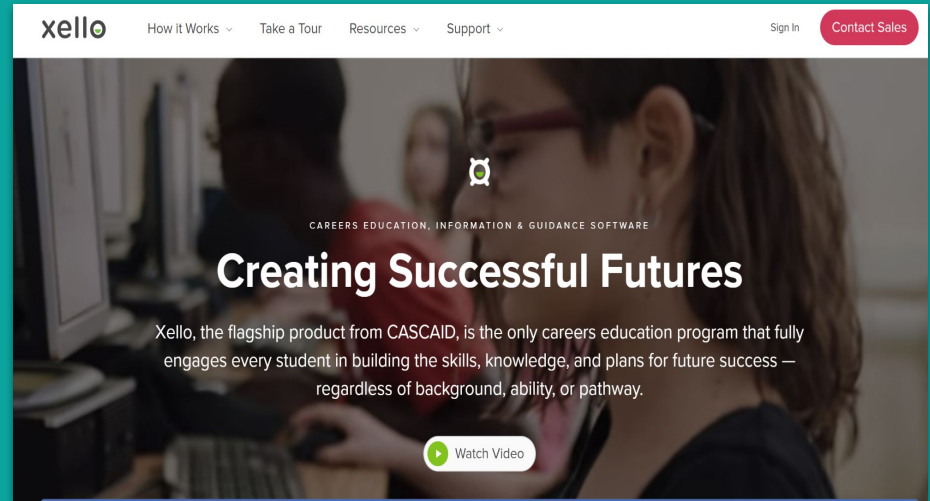 xello How it Works Take a Tour Resources Support Sign In Contact Sales
CAREERS EDUCATION, INFORMATION & GUIDANCE SOFTWARE
Creating Successful Futures
Xello, the flagship product from CASCAID, is the only careers education program that fully
engages every student in building the skills, knowledge, and plans for future success —
regardless of background, ability, or pathway.
Watch Video